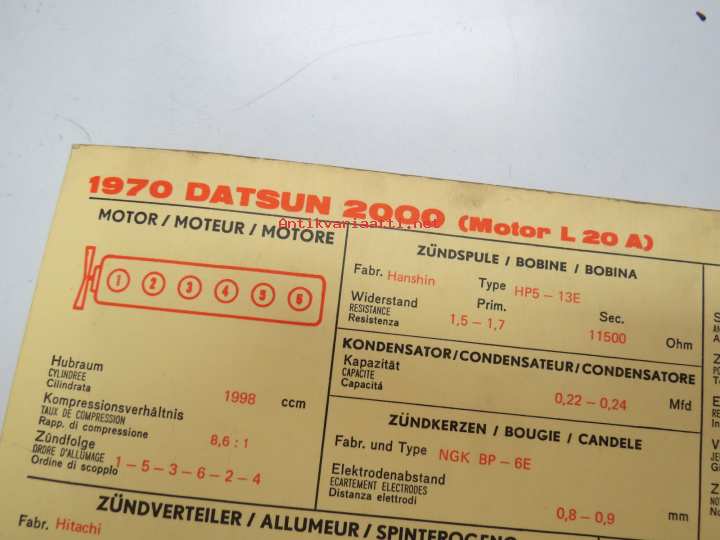 1970 DATSUN 2000 (Motor L 20 A)
Antikvariaatti.net
MOTOR / MOTEUR / MOTORE
1 2 3 4 5 6
Hubraum
CYLINDREE
Cilindrata
1998 ccm
Kompressionsverhältnis
TAUX DE COMPRESSION
Rapp. di compressione
8,6 : 1
Zündfolge
ORDRE D'ALLUMAGE
Ordine di scopplo
1 – 5 – 3 – 6 – 2 – 4
ZÜNDSPULE / BOBINE / BOBINA
Fabr. Hanshin Type HP5 – 13E
Widerstand Prim. Sec.
RESISTANCE
Resistenza
1,5 – 1,7 11500 Ohm
KONDENSATOR/CONDENSATEUR/CONDENSATORE
Kapazität
CAPACITE
Capacitá
0,22 – 0,24 Mfd
ZÜNDKERZEN / BOUGIE / CANDELE
Fabr. und Type NGK BP – 6E
Elektrodenabstand
ECARTEMENT ELECTRODES
Distanza elettrodi
0,8 – 0,9 mm
ZÜNDVERTEILER / ALLUMEUR / SPINTEROGENO
Fabr. Hitachi